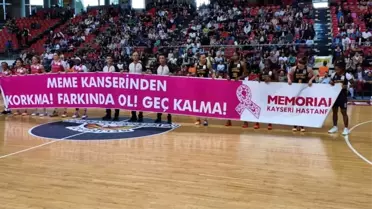 MEME KANSERİNDEN
KORKMA! FARKINDA OL! GEÇ KALMA!
MEMORIAL
KAYSERİ HASTANESİ